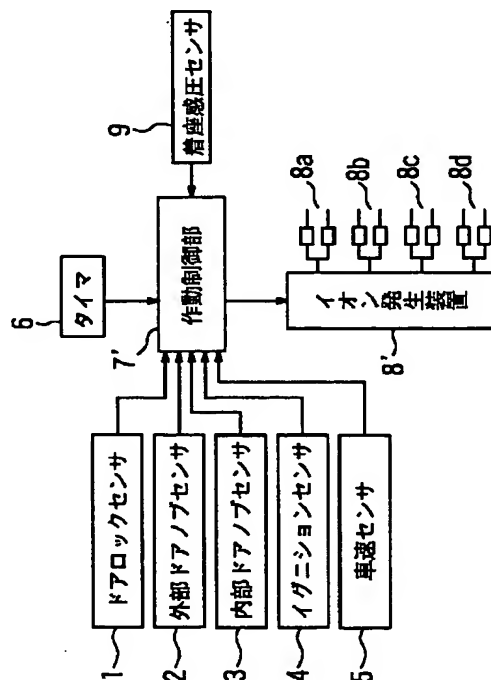 1 ドアロックセンサ
2 外部ドアノブセンサ
3 内部ドアノブセンサ
4 イグニションセンサ
5 車速センサ
6 タイマ
7' 作動制御部
9 着座感圧センサ
8' イオン発生装置
8a
8b
8c
8d